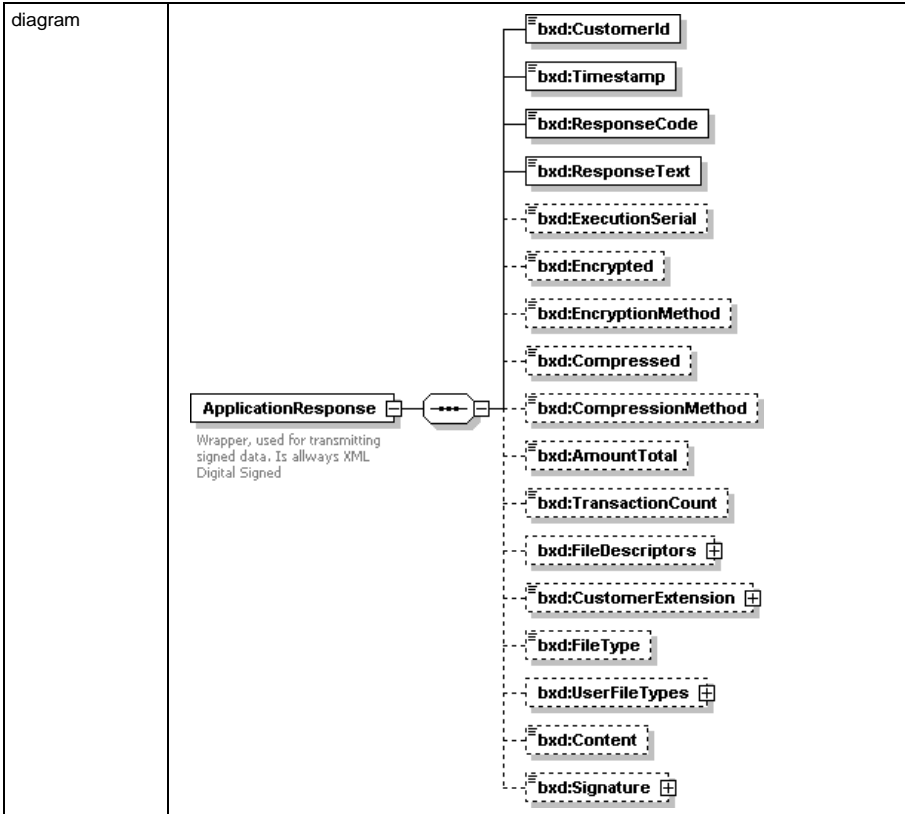 diagram
bxd:CustomerId
bxd:Timestamp
bxd:ResponseCode
bxd:ResponseText
bxd:ExecutionSerial
bxd:Encrypted
bxd:EncryptionMethod
bxd:Compressed
ApplicationResponse
bxd:CompressionMethod
Wrapper, used for transmitting
signed data. Is allways XML
Digital Signed
bxd:AmountTotal
bxd:TransactionCount
bxd:FileDescriptors
bxd:CustomerExtension
bxd:FileType
bxd:UserFileTypes
bxd:Content
bxd:Signature